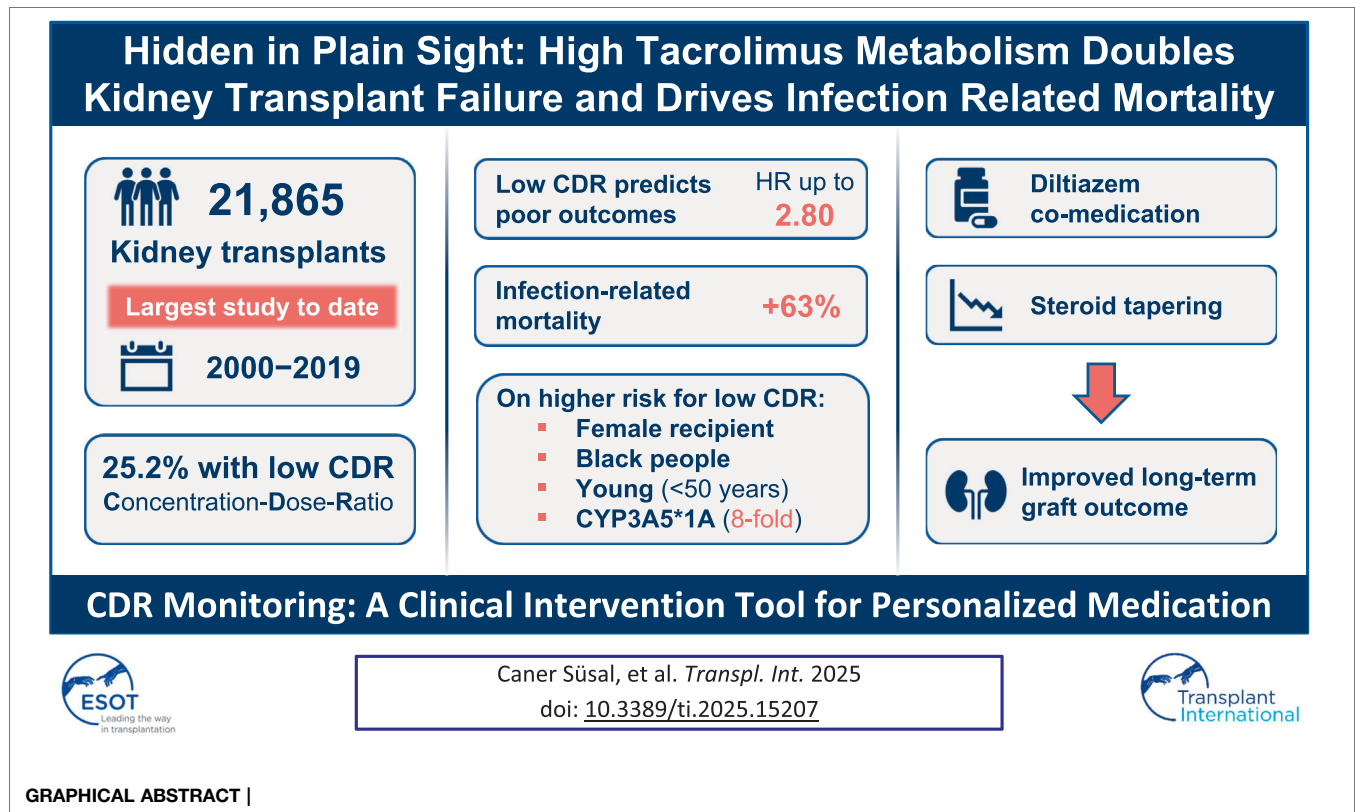 Hidden in Plain Sight: High Tacrolimus Metabolism Doubles
Kidney Transplant Failure and Drives Infection Related Mortality
21,865
Kidney transplants
Largest study to date
2000–2019
25.2% with low CDR
Concentration-Dose-Ratio
Low CDR predicts
poor outcomes
HR up to
2.80
Infection-related
mortality
+63%
On higher risk for low CDR:
▪ Female recipient
▪ Black people
▪ Young (<50 years)
▪ CYP3A5*1A (8-fold)
Diltiazem
co-medication
Steroid tapering
Improved long-term
graft outcome
CDR Monitoring: A Clinical Intervention Tool for Personalized Medication
ESOT
Leading the way
in transplantation
Caner Süsal, et al. Transpl. Int. 2025
doi: 10.3389/ti.2025.15207
Transplant
International
GRAPHICAL ABSTRACT |